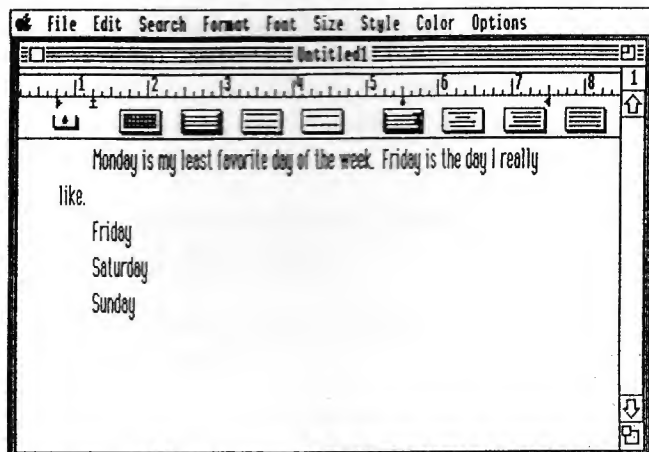 File Edit Search Format Font Size Style Color Options
Untitled1
1 2 3 4 5 6 7 8 1
Monday is my least favorite day of the week. Friday is the day I really
like.
Friday
Saturday
Sunday